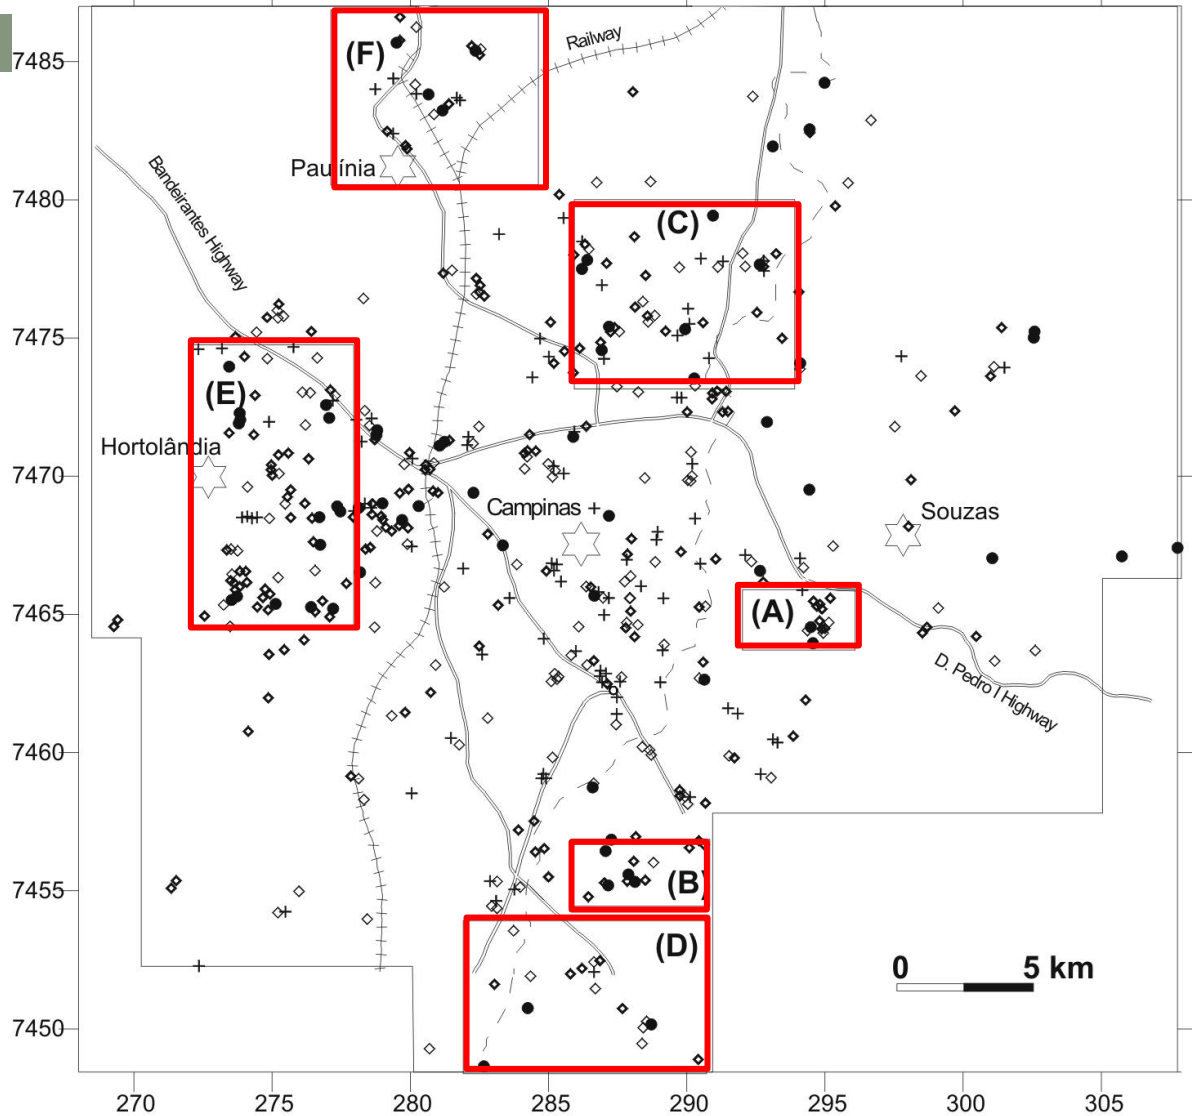 7485
(F)
Railway
Paulínia
Bandeirantes Highway
7480
(C)
7475
(E)
Hortolândia
7470
Campinas
Souzas
7465
(A)
D. Pedro I Highway
7460
7455
(B)
(D)
0 5 km
7450
270 275 280 285 290 295 300 305